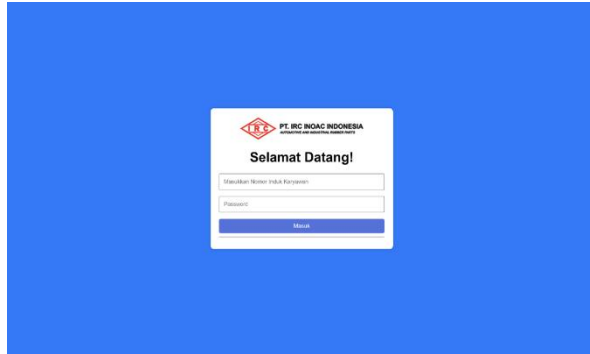 IRC
PT. IRC INOAC INDONESIA
AUTOMOTIVE AND INDUSTRIAL RUBBER PARTS
Selamat Datang!
Masukkan Nomor Induk Karyawan
Password
Masuk